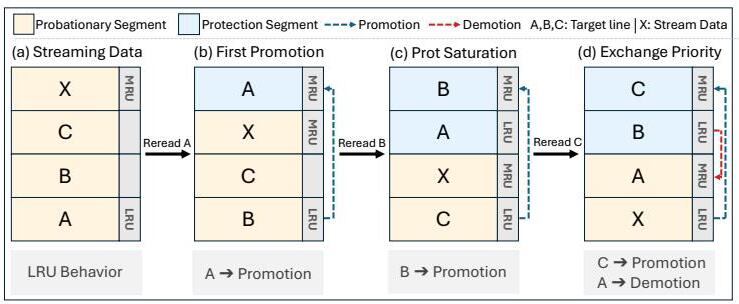 Probationary Segment Protection Segment Promotion Demotion A,B,C: Target line | X: Stream Data
(a) Streaming Data (b) First Promotion (c) Prot Saturation (d) Exchange Priority
X MRU A MRU B MRU C MRU
C X MRU A LRU B LRU
Reread A Reread B Reread C
B C X MRU A MRU
A LRU B LRU C LRU X LRU
LRU Behavior A ➔ Promotion B ➔ Promotion C ➔ Promotion
A ➔ Demotion